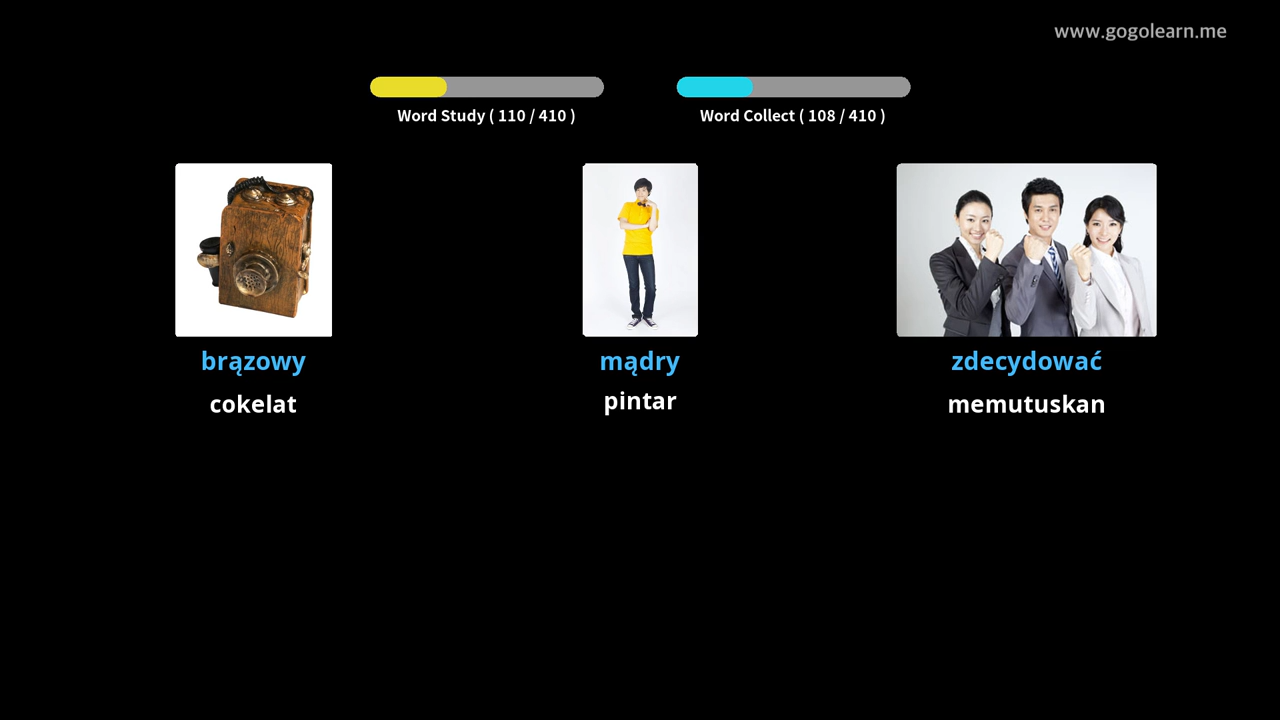 www.gogolearn.me
Word Study ( 110 / 410 )
Word Collect ( 108 / 410 )
brązowy
cokelat
mądry
pintar
zdecydować
memutuskan